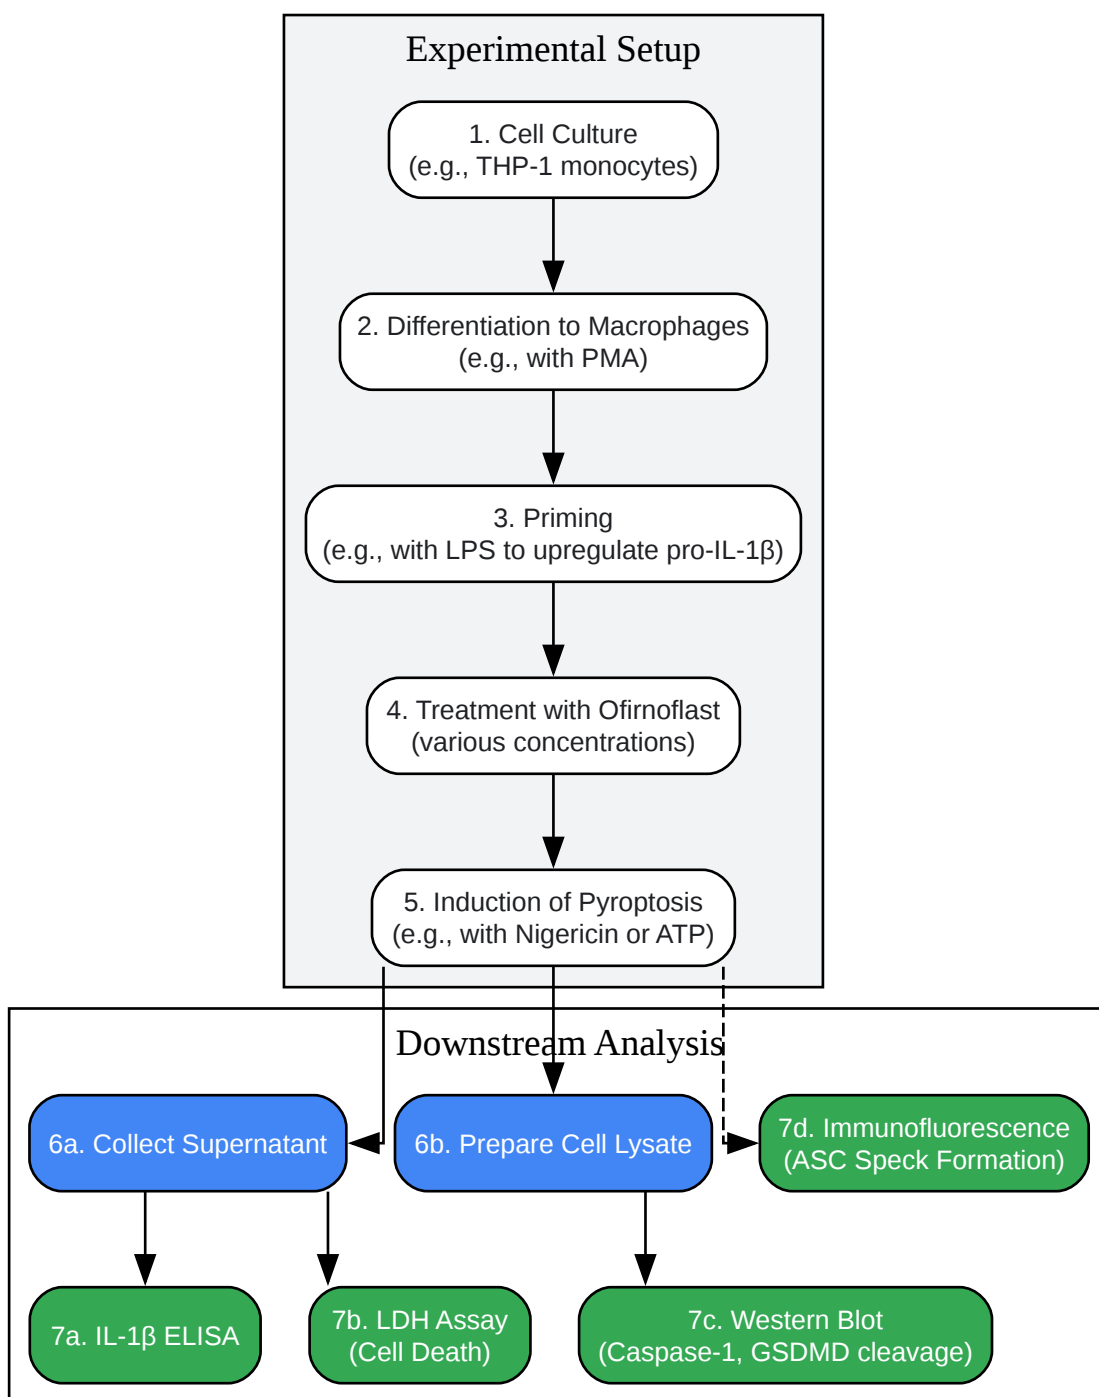 Experimental Setup
1. Cell Culture
(e.g., THP-1 monocytes)
2. Differentiation to Macrophages
(e.g., with PMA)
3. Priming
(e.g., with LPS to upregulate pro-IL-1β)
4. Treatment with Ofirnoflast
(various concentrations)
5. Induction of Pyroptosis
(e.g., with Nigericin or ATP)
Downstream Analysis
6a. Collect Supernatant
6b. Prepare Cell Lysate
7d. Immunofluorescence
(ASC Speck Formation)
7a. IL-1β ELISA
7b. LDH Assay
(Cell Death)
7c. Western Blot
(Caspase-1, GSDMD cleavage)